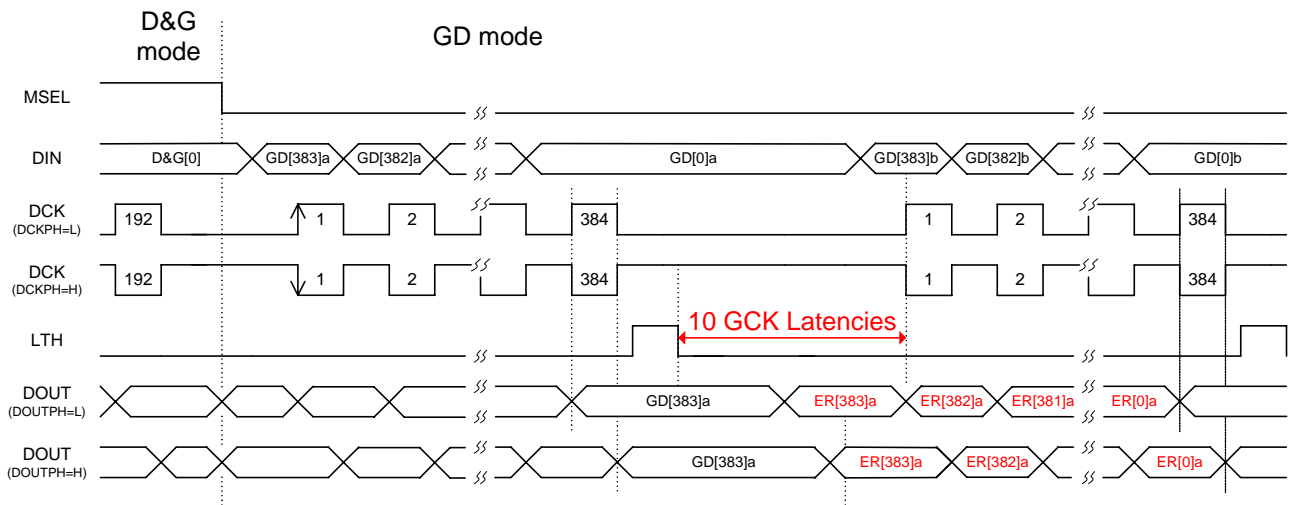 D&G mode
GD mode
MSEL
DIN
D&G[0]
GD[383]a
GD[382]a
GD[0]a
GD[383]b
GD[382]b
GD[0]b
DCK
(DCKPH=L)
192
1
2
384
1
2
384
DCK
(DCKPH=H)
192
1
2
384
1
2
384
LTH
10 GCK Latencies
DOUT
(DOUTPH=L)
GD[383]a
ER[383]a
ER[382]a
ER[381]a
ER[0]a
DOUT
(DOUTPH=H)
GD[383]a
ER[383]a
ER[382]a
ER[0]a